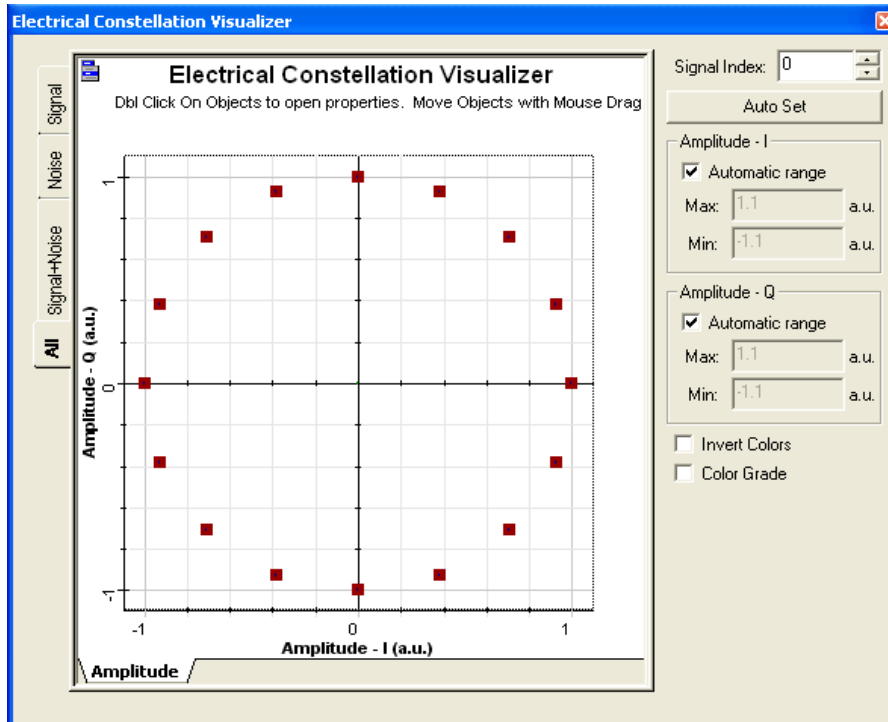 Electrical Constellation Visualizer
Signal
Noise
Signal+Noise
All
Electrical Constellation Visualizer
Dbl Click On Objects to open properties. Move Objects with Mouse Drag
1
0
-1
Amplitude - Q (a.u.)
-1
0
1
Amplitude - I (a.u.)
Amplitude
Signal Index: 0
Auto Set
Amplitude - I
Automatic range
Max: 1.1 a.u.
Min: -1.1 a.u.
Amplitude - Q
Automatic range
Max: 1.1 a.u.
Min: -1.1 a.u.
Invert Colors
Color Grade